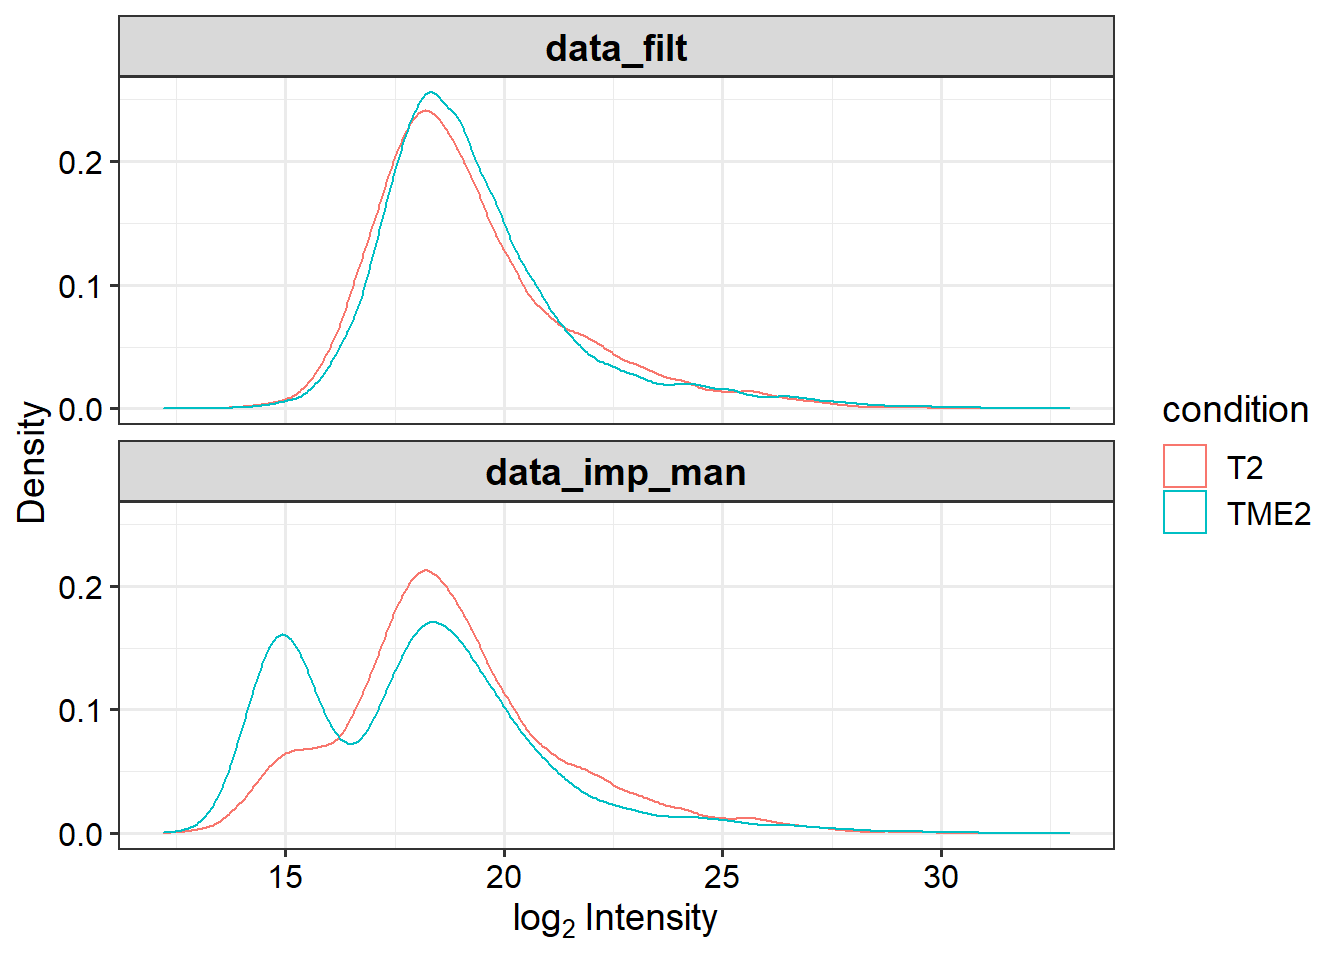 data_filt
0.2
0.1
0.0
data_imp_man
0.2
0.1
0.0
Density
15 20 25 30
log2 Intensity
condition
T2
TME2